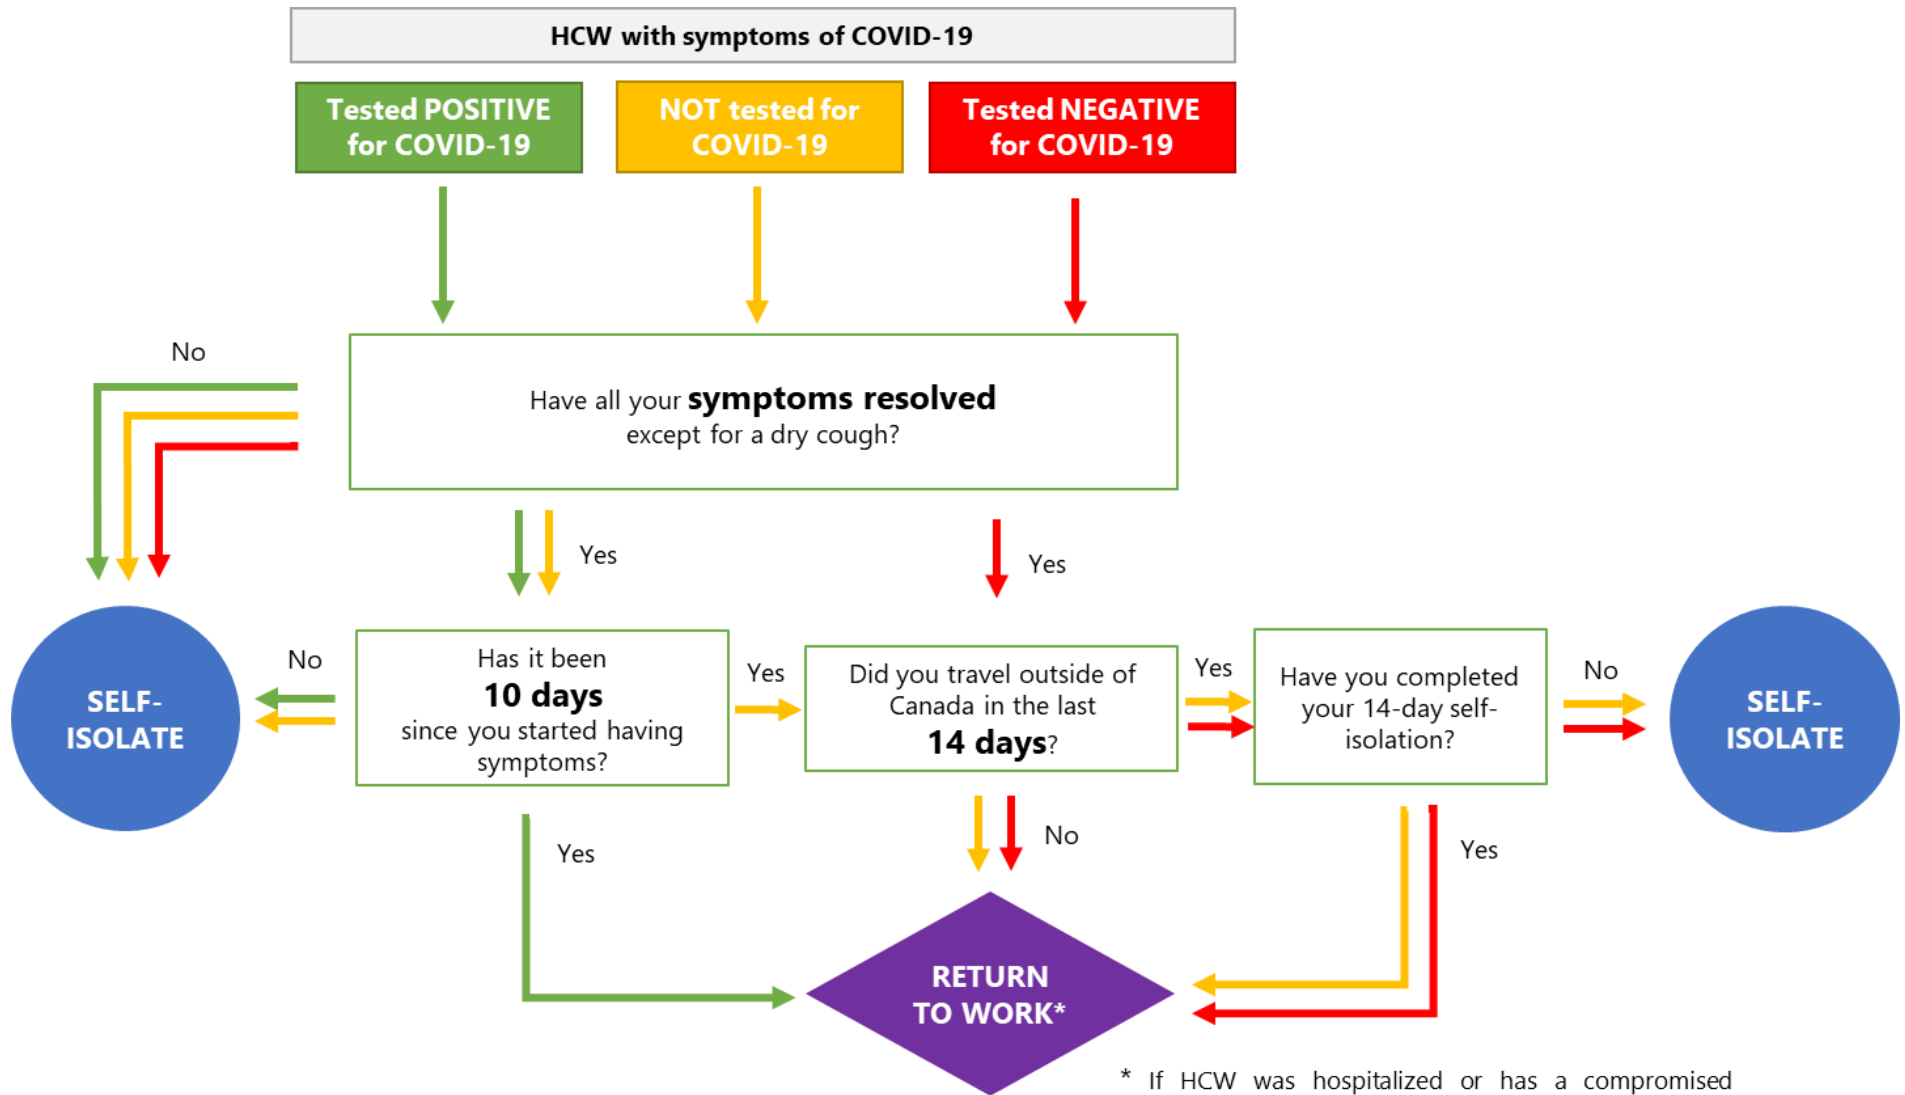 HCW with symptoms of COVID-19
Tested POSITIVE
for COVID-19
NOT tested for
COVID-19
Tested NEGATIVE
for COVID-19
No
Have all your symptoms resolved
except for a dry cough?
Yes
Yes
SELF-
ISOLATE
No
Has it been
10 days
since you started having
symptoms?
Yes
Did you travel outside of
Canada in the last
14 days?
Yes
Have you completed
your 14-day self-
isolation?
No
SELF-
ISOLATE
Yes
No
Yes
RETURN
TO WORK*
* If HCW was hospitalized or has a compromised